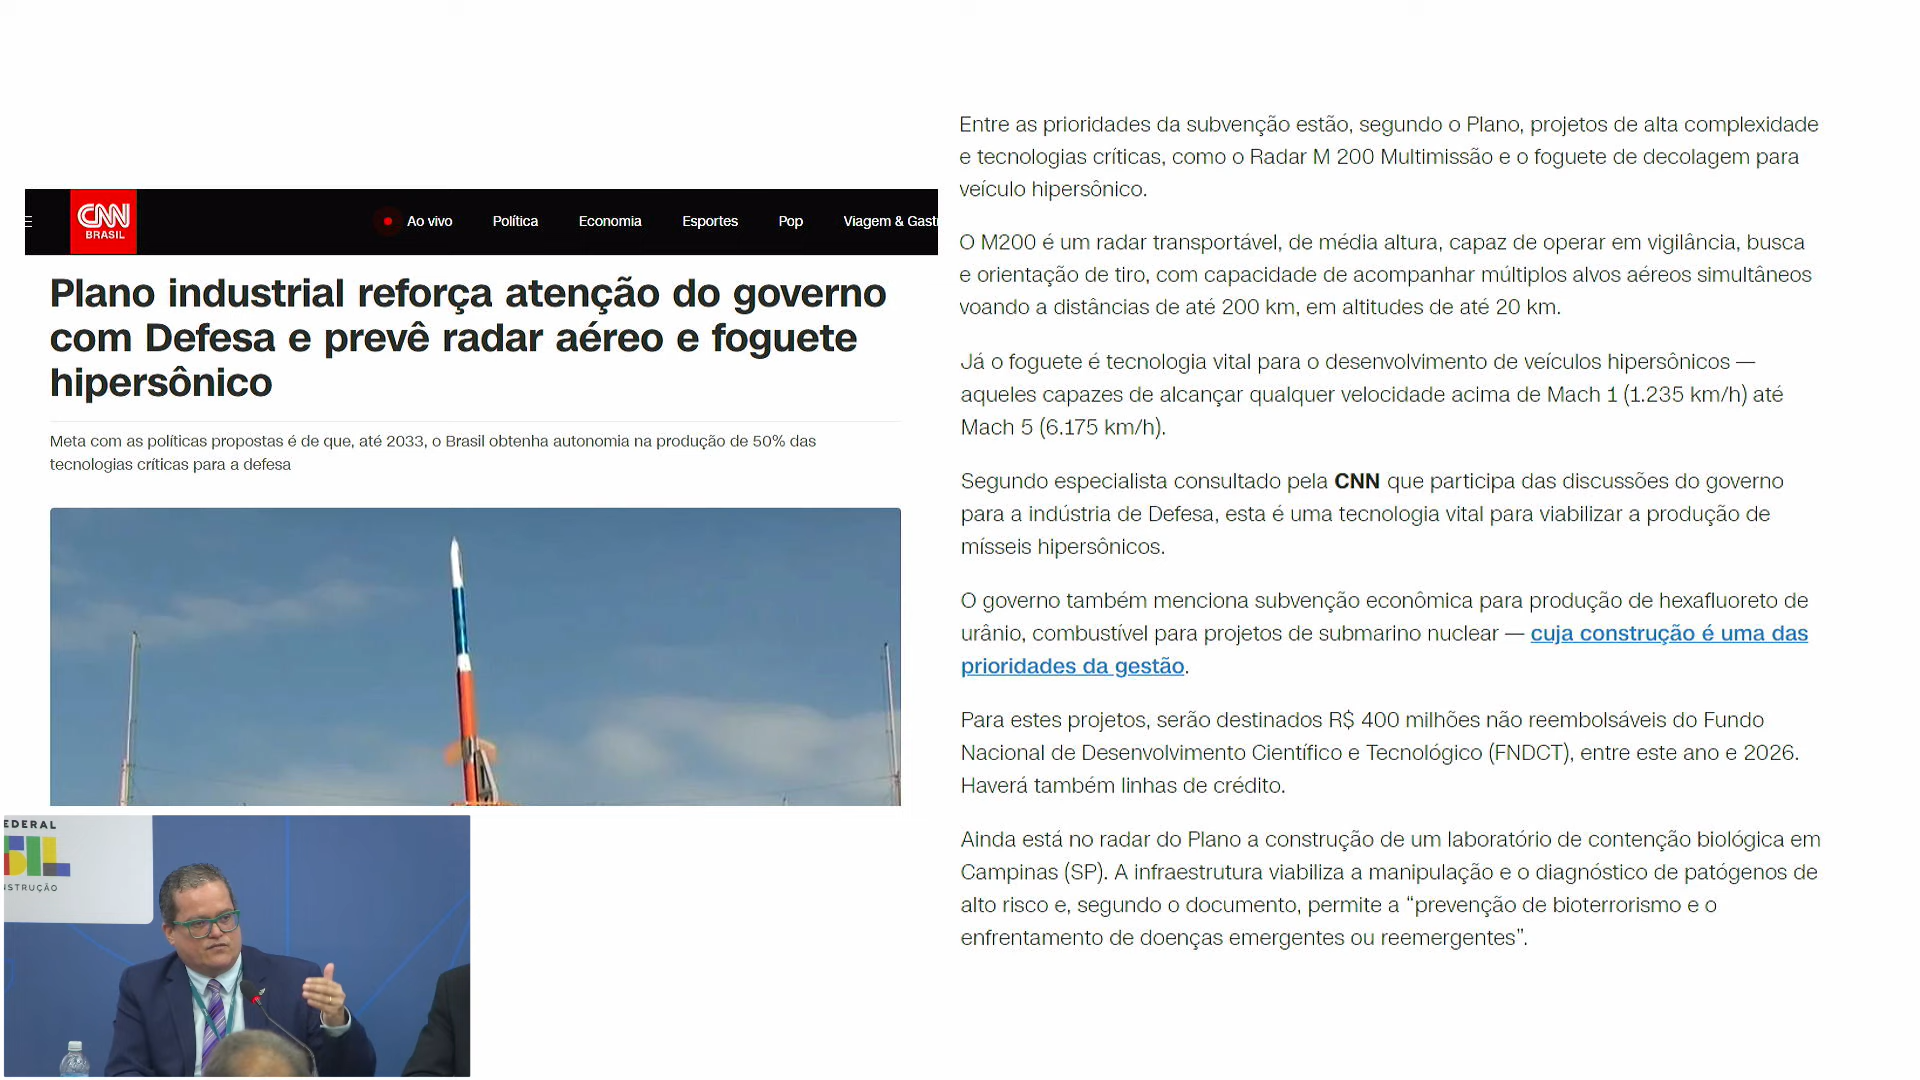 CNN
BRASIL
Ao vivo
Política
Economia
Esportes
Pop
Viagem & Gast
Plano industrial reforça atenção do governo
com Defesa e prevê radar aéreo e foguete
hipersônico
Meta com as políticas propostas é de que, até 2033, o Brasil obtenha autonomia na produção de 50% das
tecnologias críticas para a defesa
EDERAL
SIL
NSTRUÇÃO
Entre as prioridades da subvenção estão, segundo o Plano, projetos de alta complexidade
e tecnologias críticas, como o Radar M 200 Multimissão e o foguete de decolagem para
veículo hipersônico.
O M200 é um radar transportável, de média altura, capaz de operar em vigilância, busca
e orientação de tiro, com capacidade de acompanhar múltiplos alvos aéreos simultâneos
voando a distâncias de até 200 km, em altitudes de até 20 km.
Já o foguete é tecnologia vital para o desenvolvimento de veículos hipersônicos —
aqueles capazes de alcançar qualquer velocidade acima de Mach 1 (1.235 km/h) até
Mach 5 (6.175 km/h).
Segundo especialista consultado pela CNN que participa das discussões do governo
para a indústria de Defesa, esta é uma tecnologia vital para viabilizar a produção de
mísseis hipersônicos.
O governo também menciona subvenção econômica para produção de hexafluoreto de
urânio, combustível para projetos de submarino nuclear — cuja construção é uma das
prioridades da gestão.
Para estes projetos, serão destinados R$ 400 milhões não reembolsáveis do Fundo
Nacional de Desenvolvimento Científico e Tecnológico (FNDCT), entre este ano e 2026.
Haverá também linhas de crédito.
Ainda está no radar do Plano a construção de um laboratório de contenção biológica em
Campinas (SP). A infraestrutura viabiliza a manipulação e o diagnóstico de patógenos de
alto risco e, segundo o documento, permite a “prevenção de bioterrorismo e o
enfrentamento de doenças emergentes ou reemergentes”.